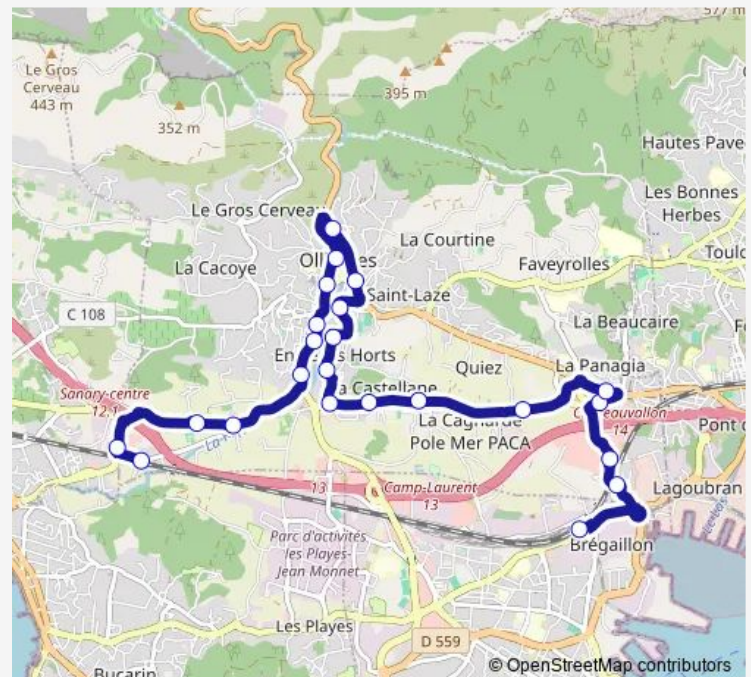 577 m
Le Gros
Cerveau
443 m
395 m
352 m
Hautes Pave
Les Bonnes
Herbes
Le Gros Cerveau
La Courtine
La Cacoye
Faveyrolles
Toulo
Saint-Laze
C 108
La Beaucaire
Horts
Quiez
La Panagia
Sanary-centre
12.1
La Castellane
La Cagnarde
Pole Mer PACA
14
Pont d
13
Camp-Laurent
13
Lagoubran
Parc d'activités
les Playes-
Jean Monnet
Brégaillon
Les Playes
D 559
Bucarin
© OpenStreetMap contributors